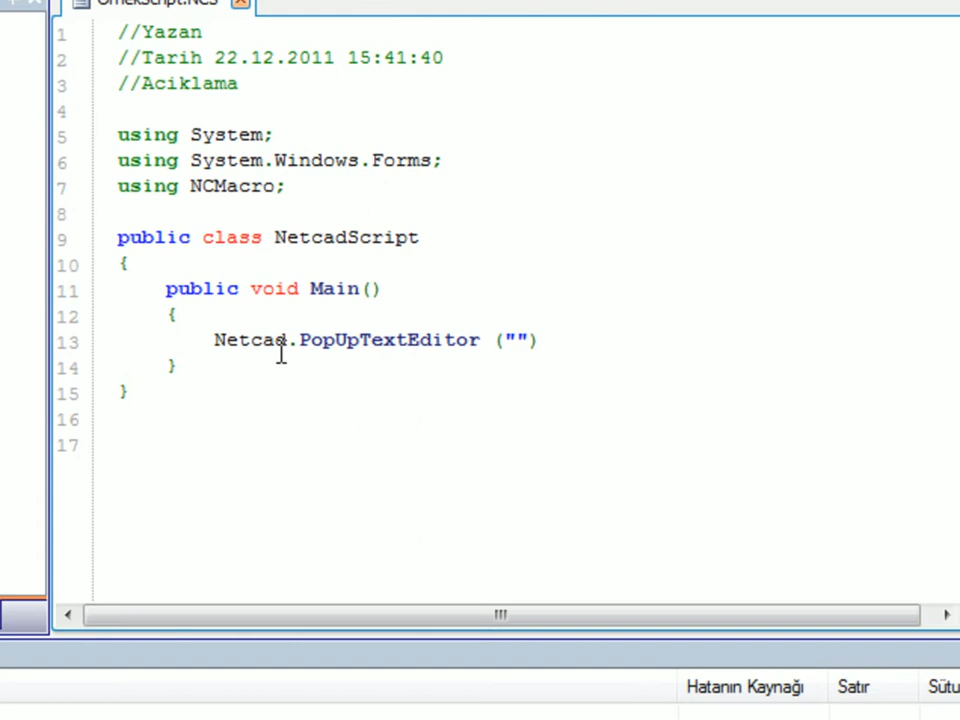 OrnekScript.NCS
1 //Yazan
2 //Tarih 22.12.2011 15:41:40
3 //Aciklama
4
5 using System;
6 using System.Windows.Forms;
7 using NCMacro;
8
9 public class NetcadScript
10 {
11 public void Main()
12 {
13 Netcad.PopUpTextEditor ("")
14 }
15 }
16
17
Hatanın Kaynağı Satır